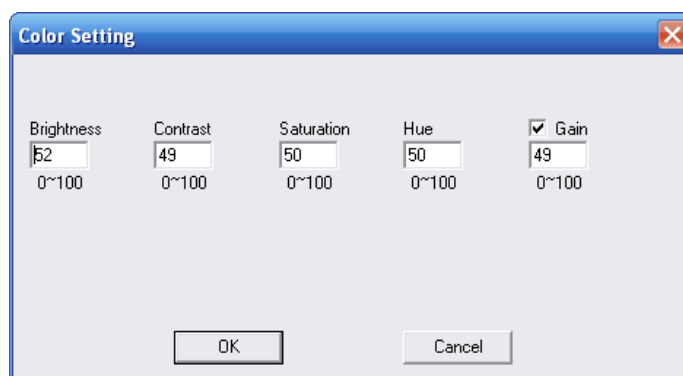 Color Setting
Brightness Contrast Saturation Hue Gain
52 49 50 50 49
0~100 0~100 0~100 0~100 0~100
OK Cancel